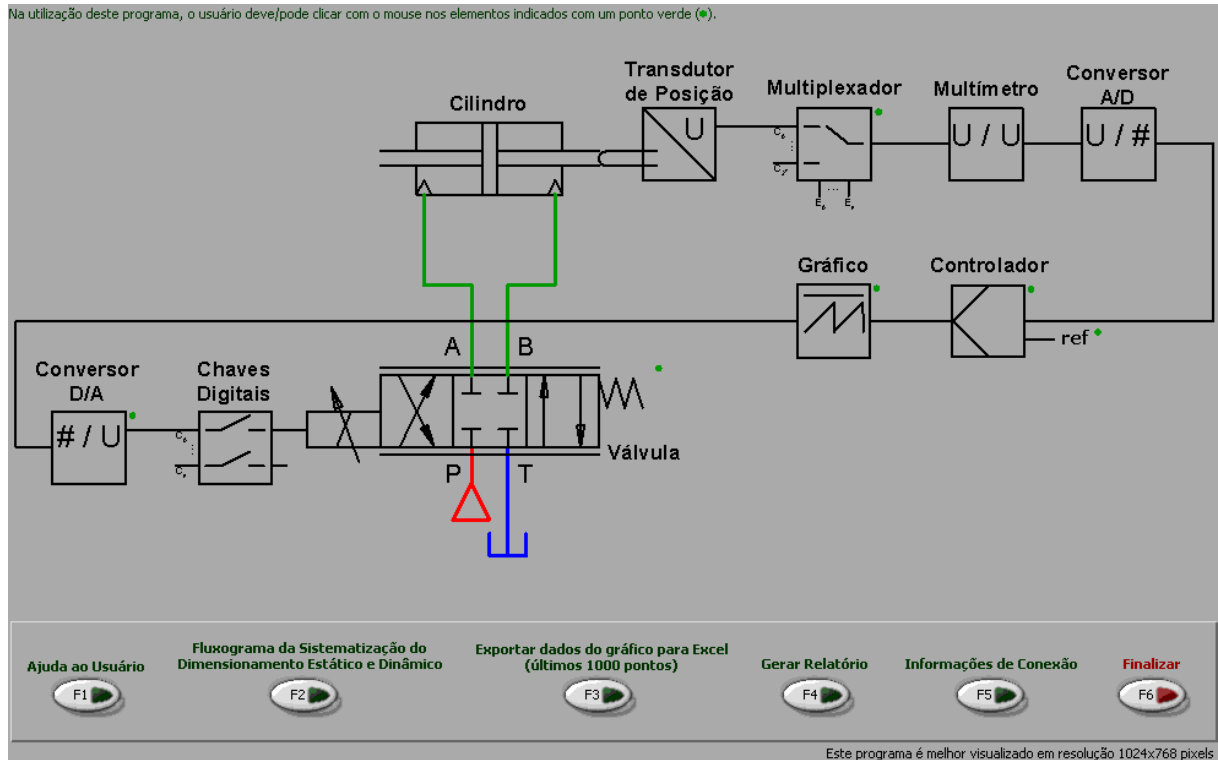 Na utilização deste programa, o usuário deve/pode clicar com o mouse nos elementos indicados com um ponto verde (●).
Cilindro
Transdutor
de Posição
U
Multiplexador
Multímetro
U / U
Conversor
A/D
U / #
Gráfico
Controlador
ref
A
B
Conversor
D/A
# / U
Chaves
Digitais
Válvula
P
T
Ajuda ao Usuário
F1
Fluxograma da Sistematização do
Dimensionamento Estático e Dinâmico
F2
Exportar dados do gráfico para Excel
(últimos 1000 pontos)
F3
Gerar Relatório
F4
Informações de Conexão
F5
Finalizar
F6
Este programa é melhor visualizado em resolução 1024x768 pixels